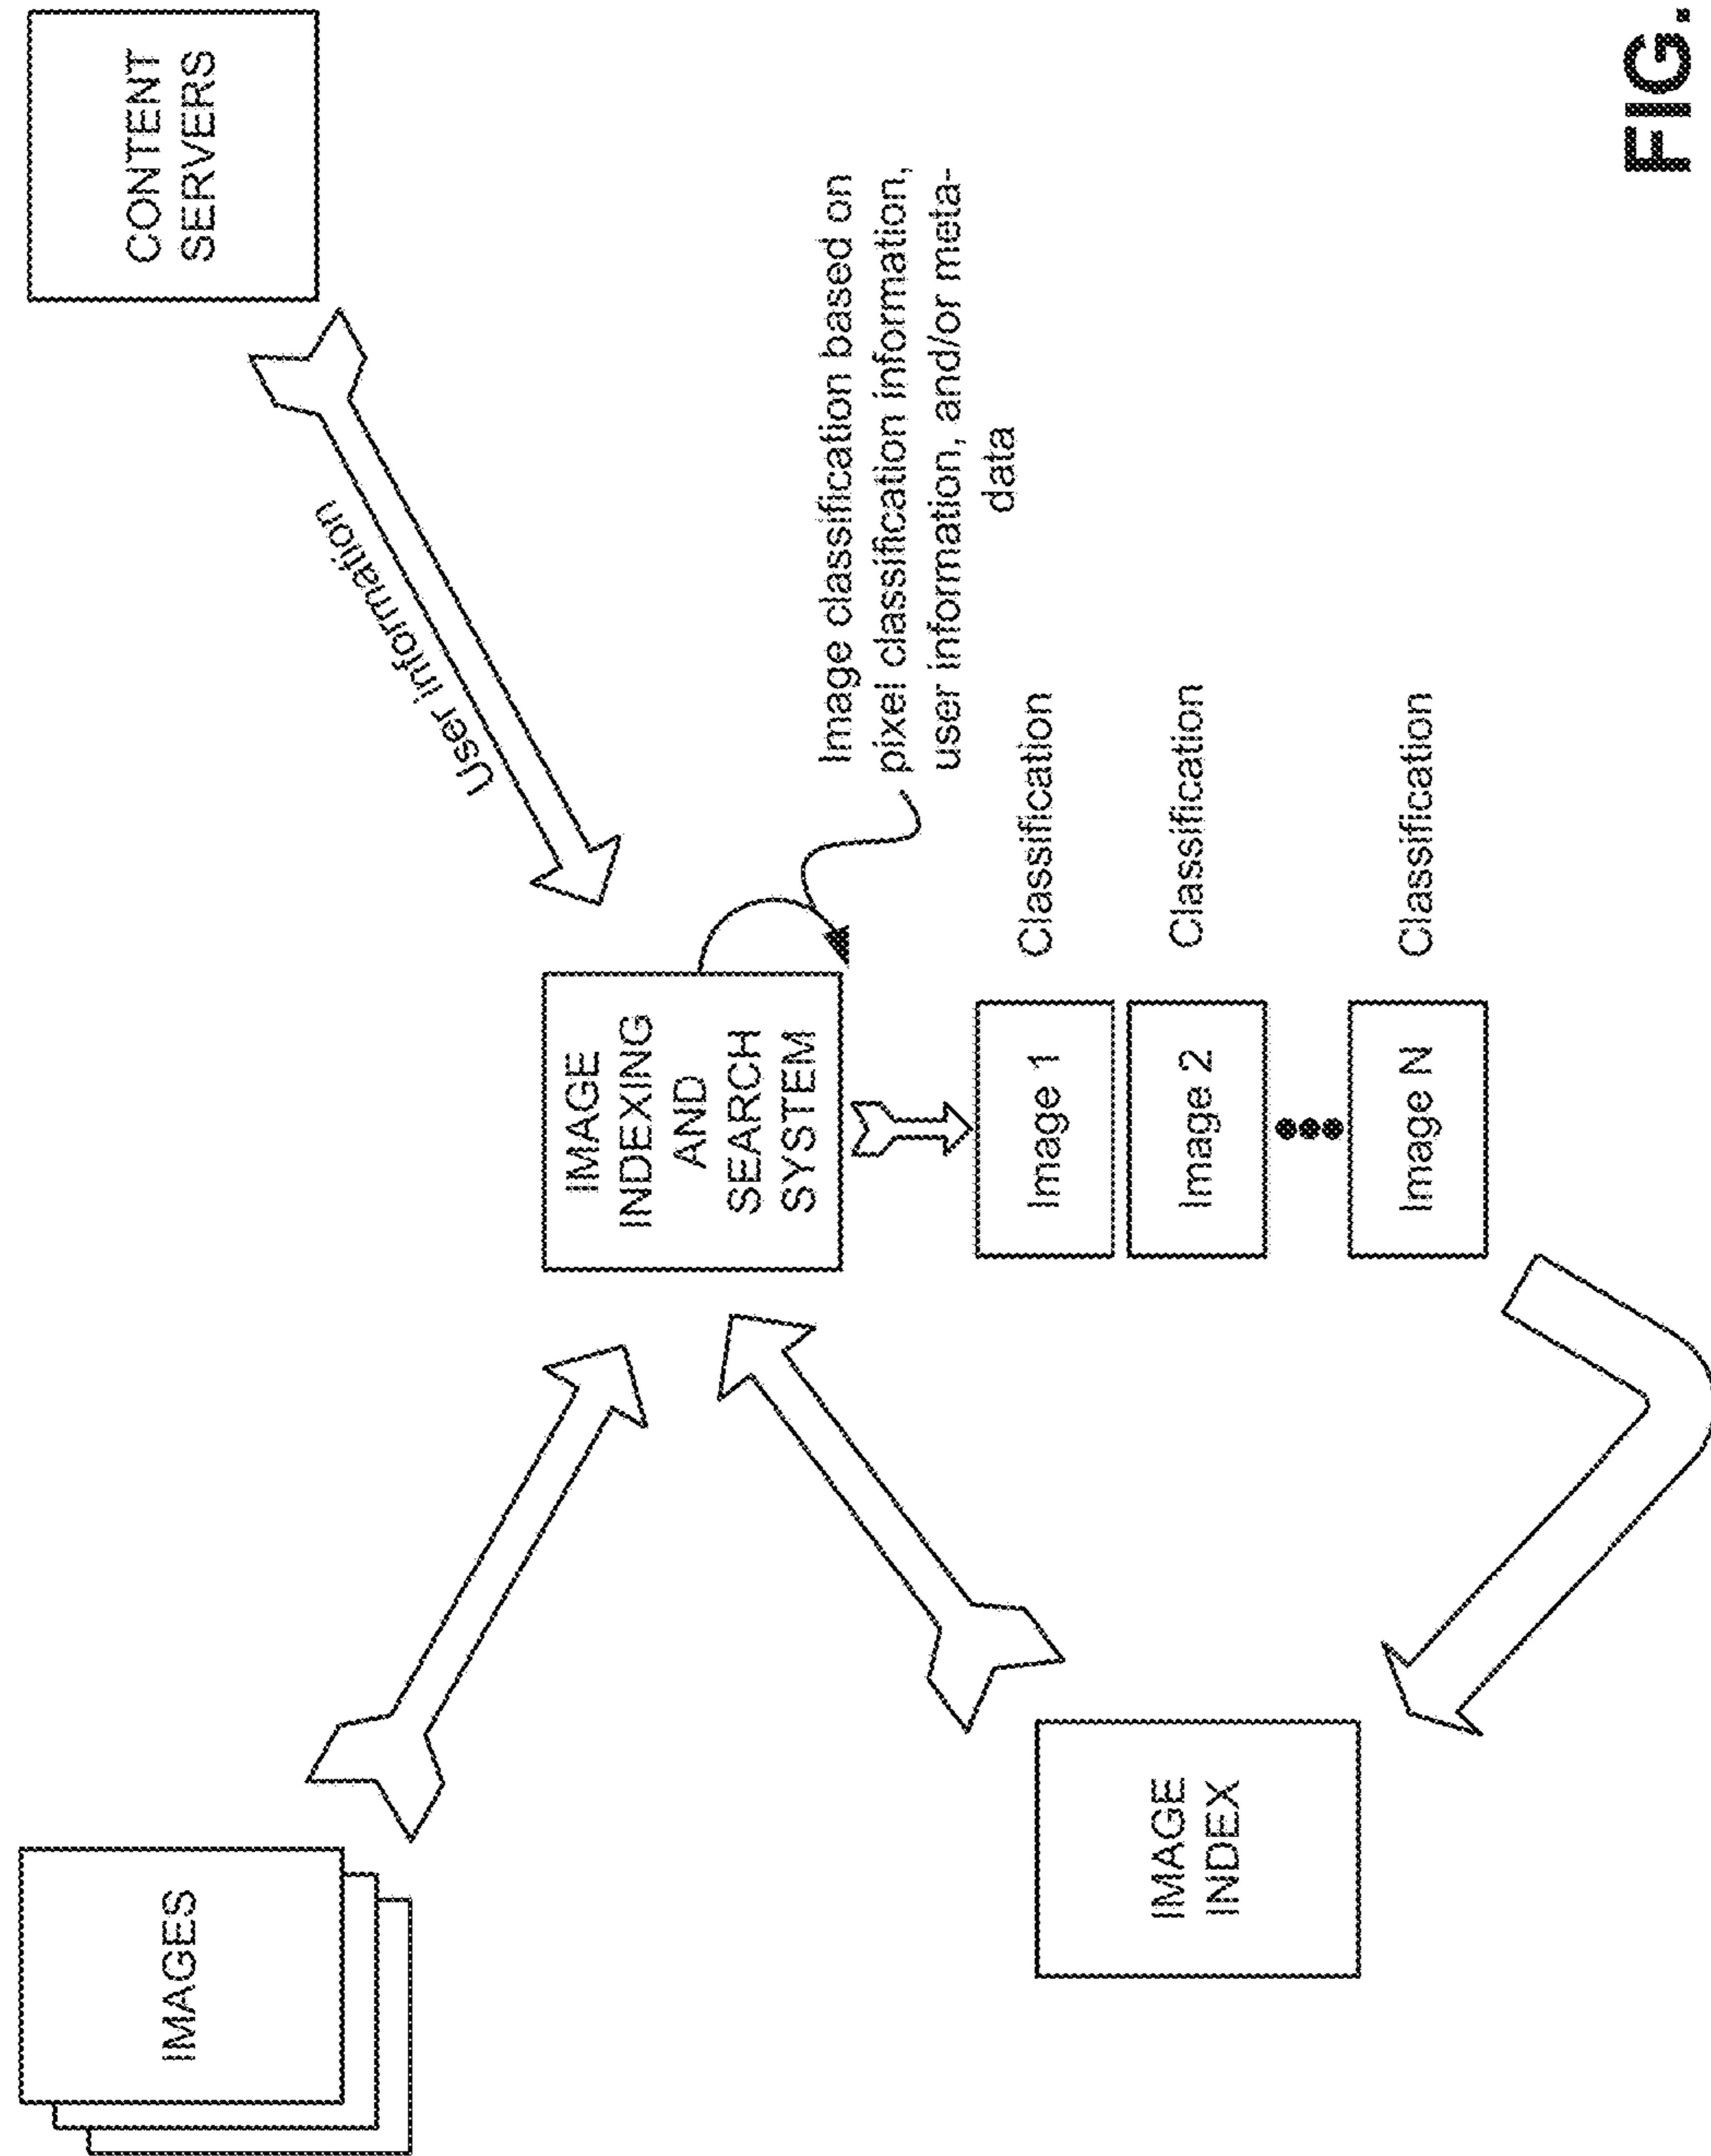 IMAGES
CONTENT
SERVERS
User information
IMAGE
INDEXING
AND
SEARCH
SYSTEM
Image classification based on
pixel classification information,
user information, and/or meta-
data
Image 1
Classification
Image 2
Classification
Image N
Classification
IMAGE
INDEX
FIG.